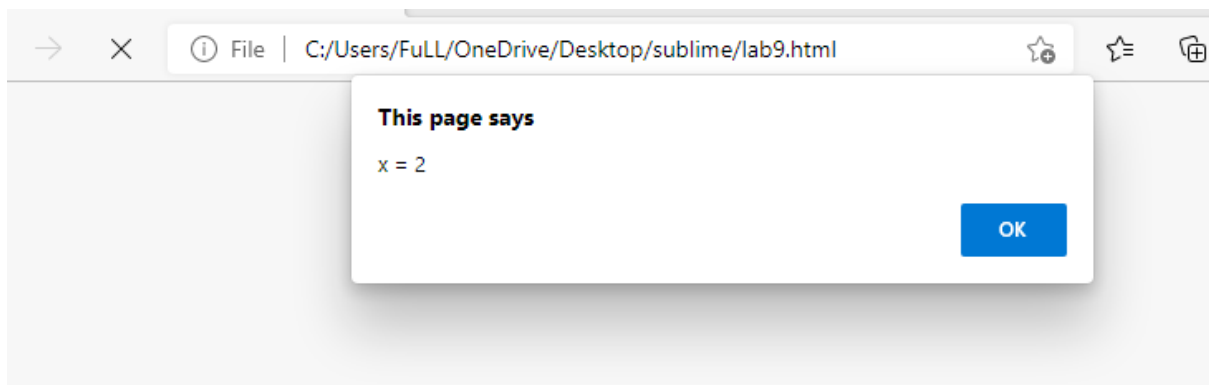 File | C:/Users/FuLL/OneDrive/Desktop/sublime/lab9.html
This page says
x = 2
OK